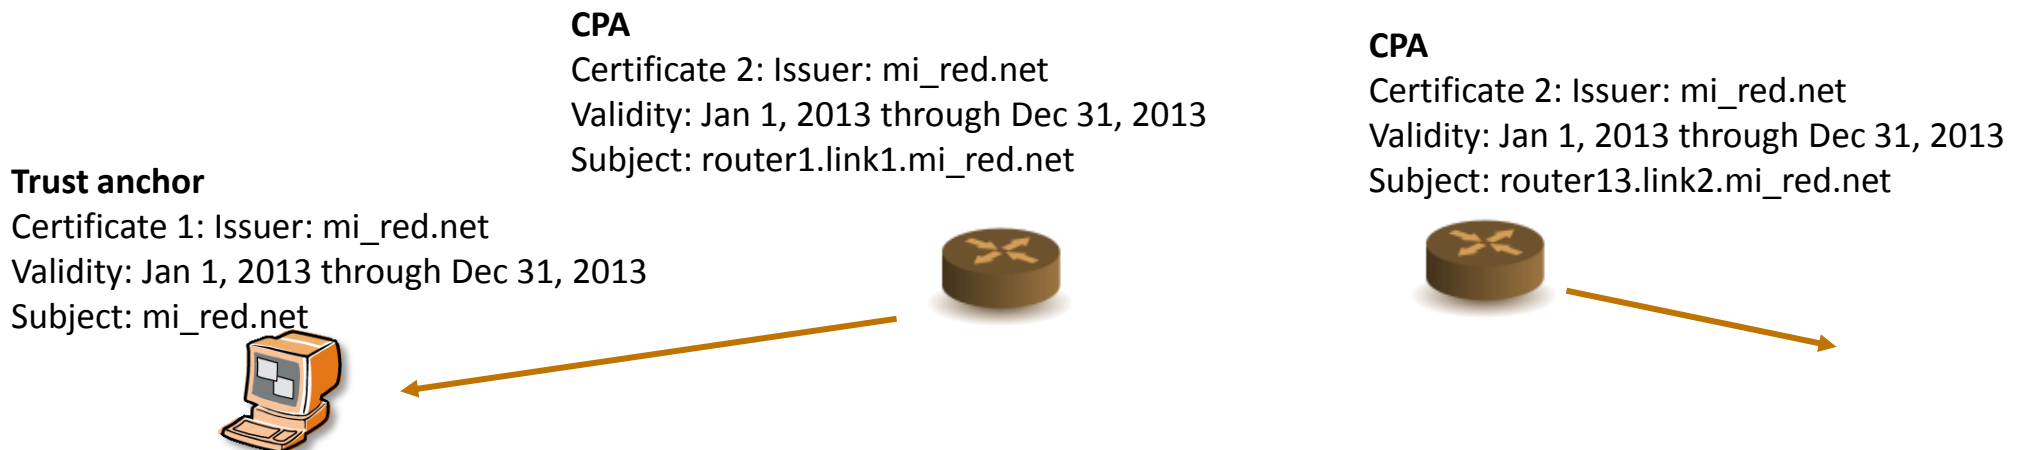 CPA
Certificate 2: Issuer: mi_red.net
Validity: Jan 1, 2013 through Dec 31, 2013
Subject: router1.link1.mi_red.net
CPA
Certificate 2: Issuer: mi_red.net
Validity: Jan 1, 2013 through Dec 31, 2013
Subject: router13.link2.mi_red.net
Trust anchor
Certificate 1: Issuer: mi_red.net
Validity: Jan 1, 2013 through Dec 31, 2013
Subject: mi_red.net